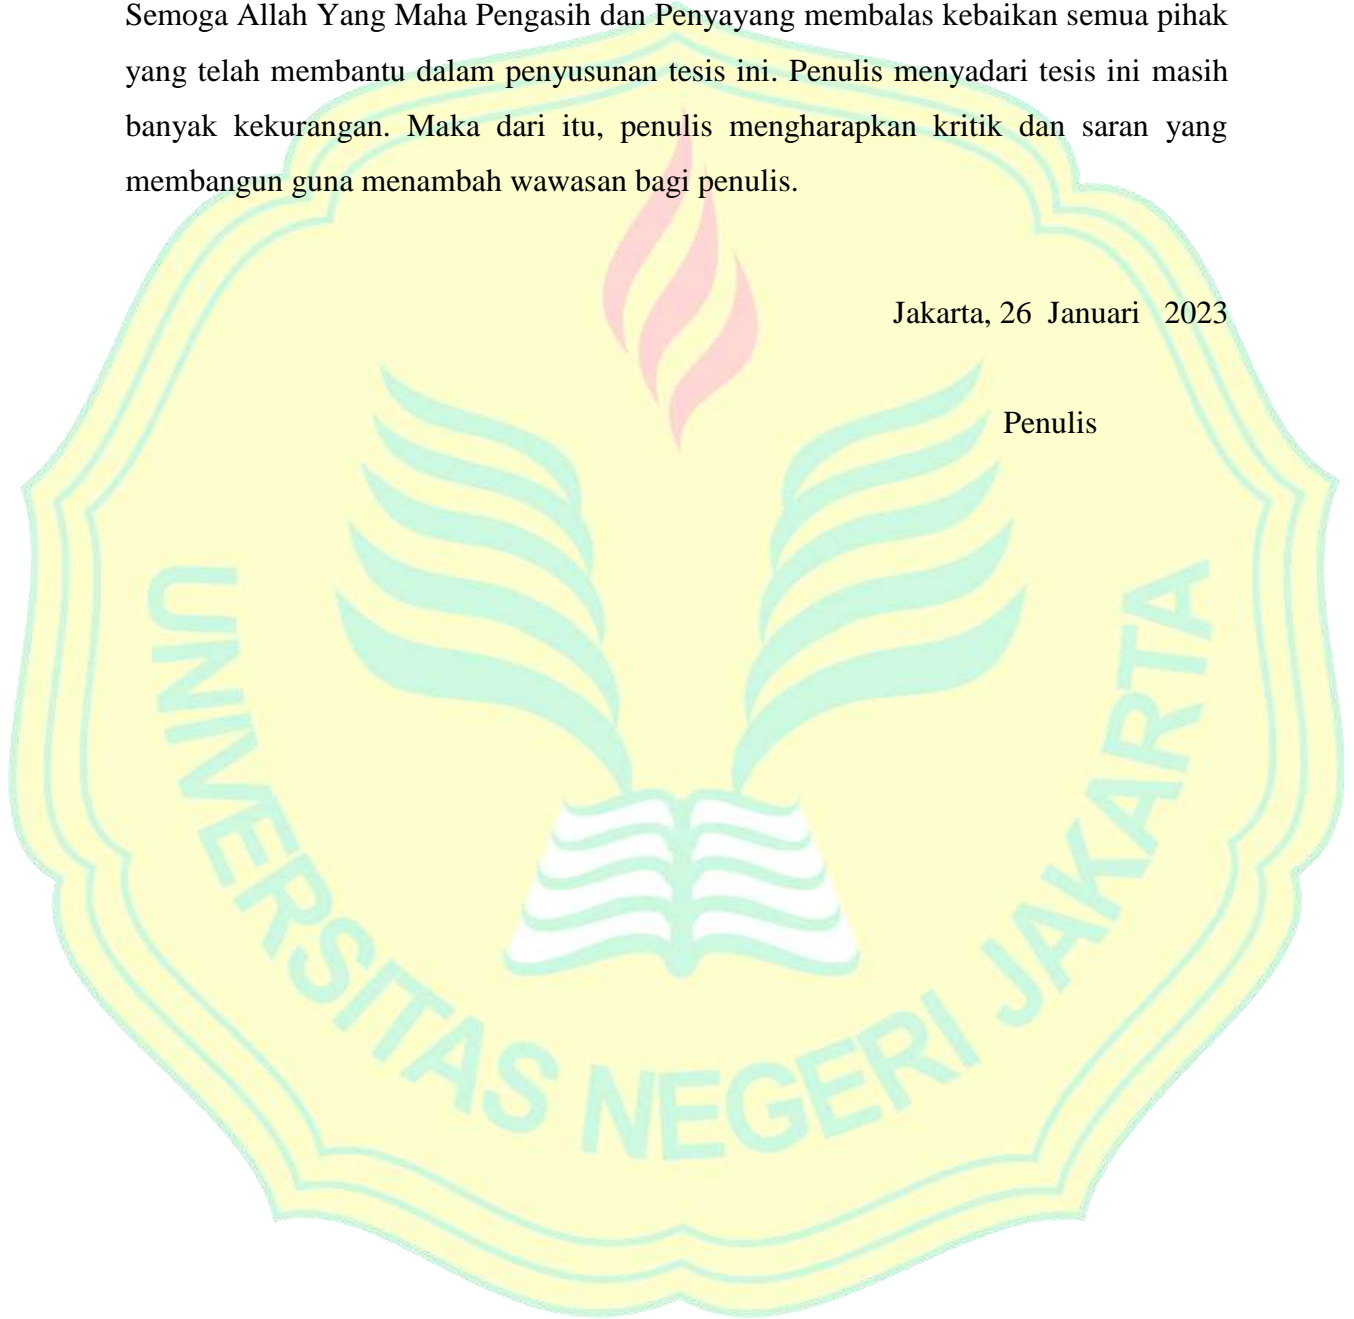 Semoga Allah Yang Maha Pengasih dan Penyayang membalas kebaikan semua pihak
yang telah membantu dalam penyusunan tesis ini. Penulis menyadari tesis ini masih
banyak kekurangan. Maka dari itu, penulis mengharapkan kritik dan saran yang
membangun guna menambah wawasan bagi penulis.
Jakarta, 26 Januari 2023
Penulis
UNIVERSITAS NEGERI JAKARTA